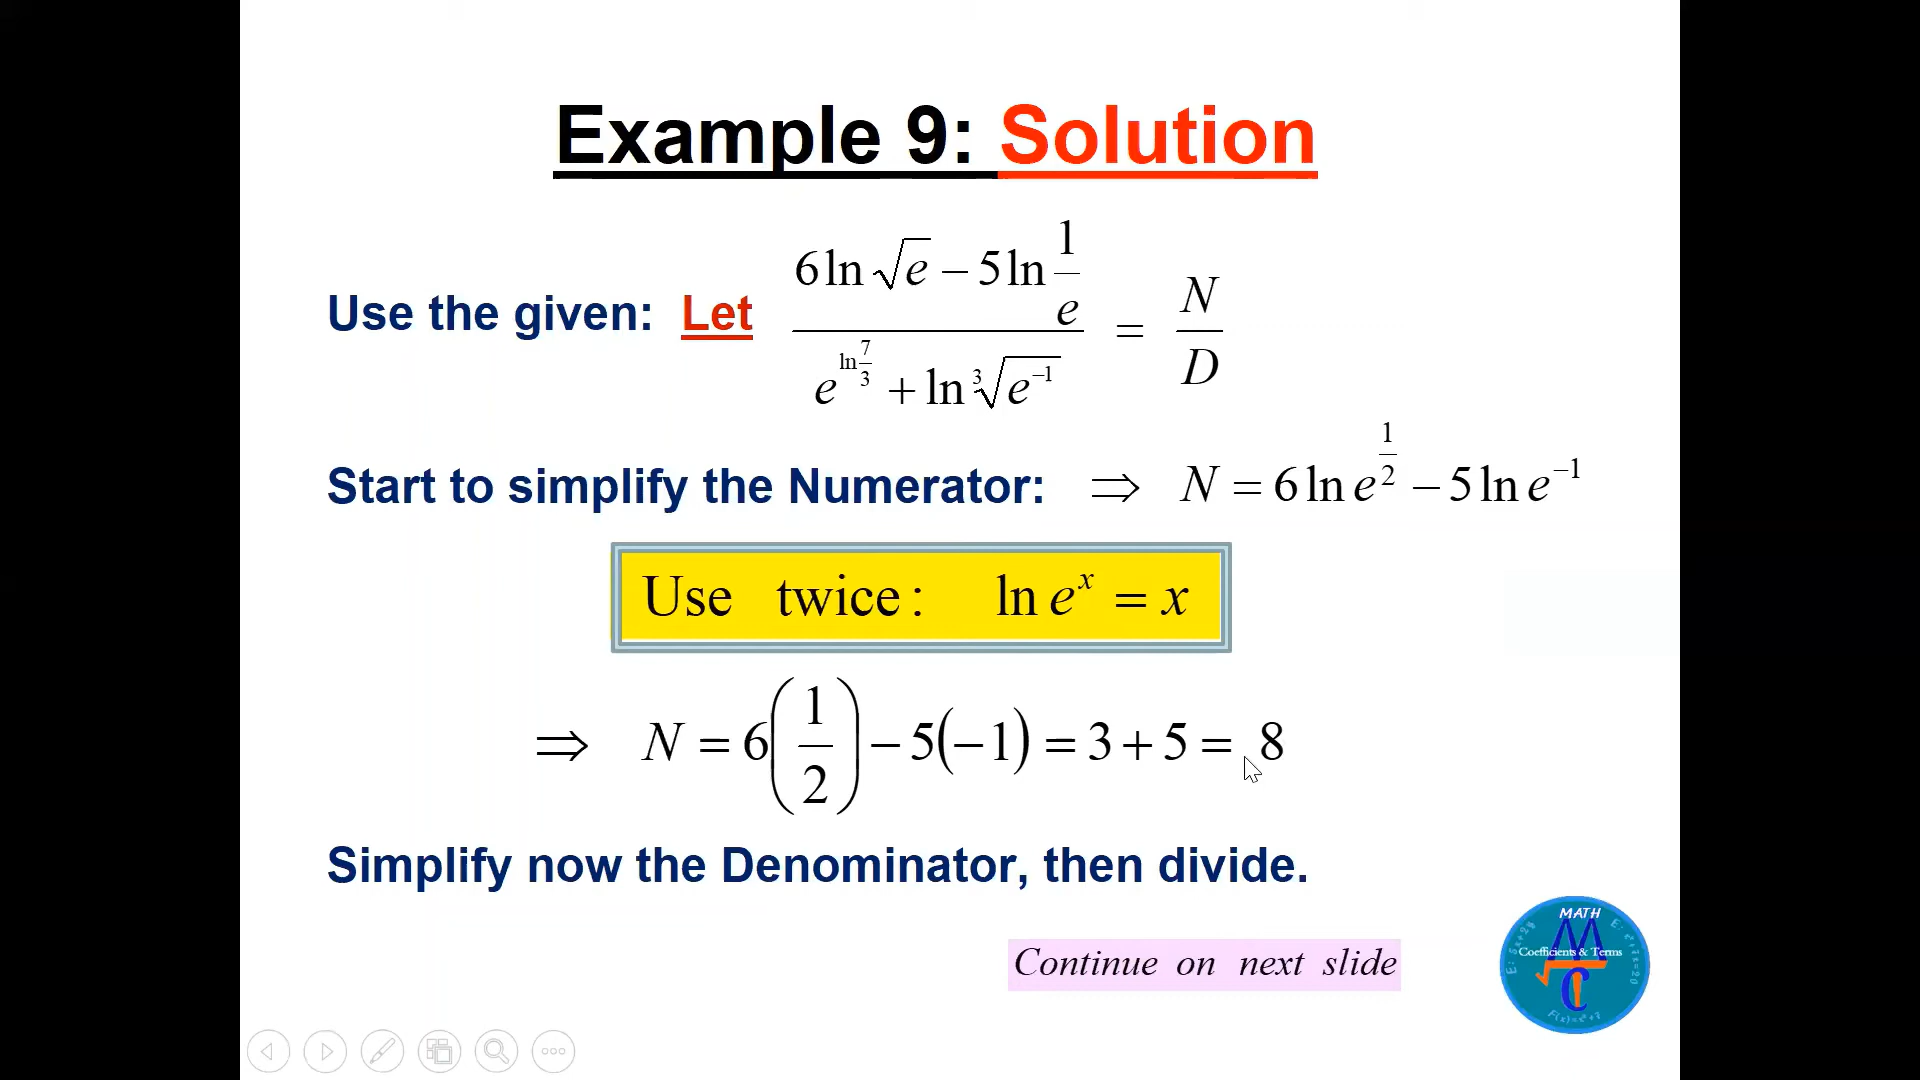 Example 9: Solution
Use the given: Let (6 ln √e − 5 ln 1/e) / (e^(ln 7/3) + ln ∛(e^−1)) = N/D
Start to simplify the Numerator: ⇒ N = 6 ln e^(1/2) − 5 ln e^−1
Use twice: ln e^x = x
⇒ N = 6(1/2) − 5(−1) = 3 + 5 = 8
Simplify now the Denominator, then divide.
Continue on next slide
MATH
Coefficients & Terms